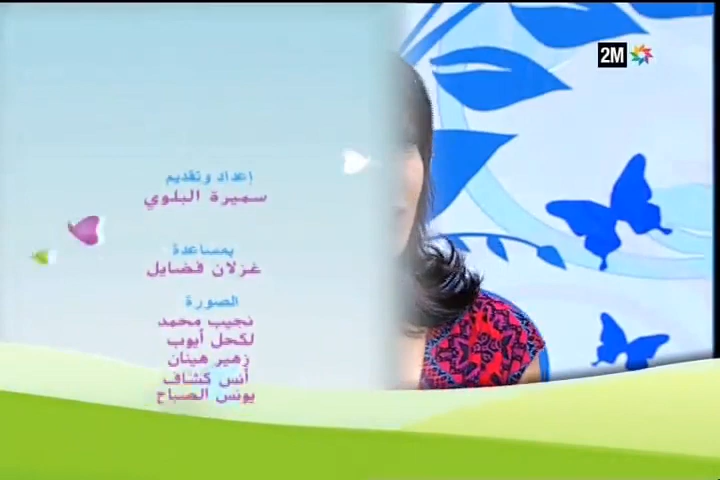 2M
إعداد وتقديم
سميرة البلوي
بمساعدة
غزلان فضايل
الصورة
نجيب محمد
لكحل أيوب
زهير هينان
أنس كشاف
يونس الصباح